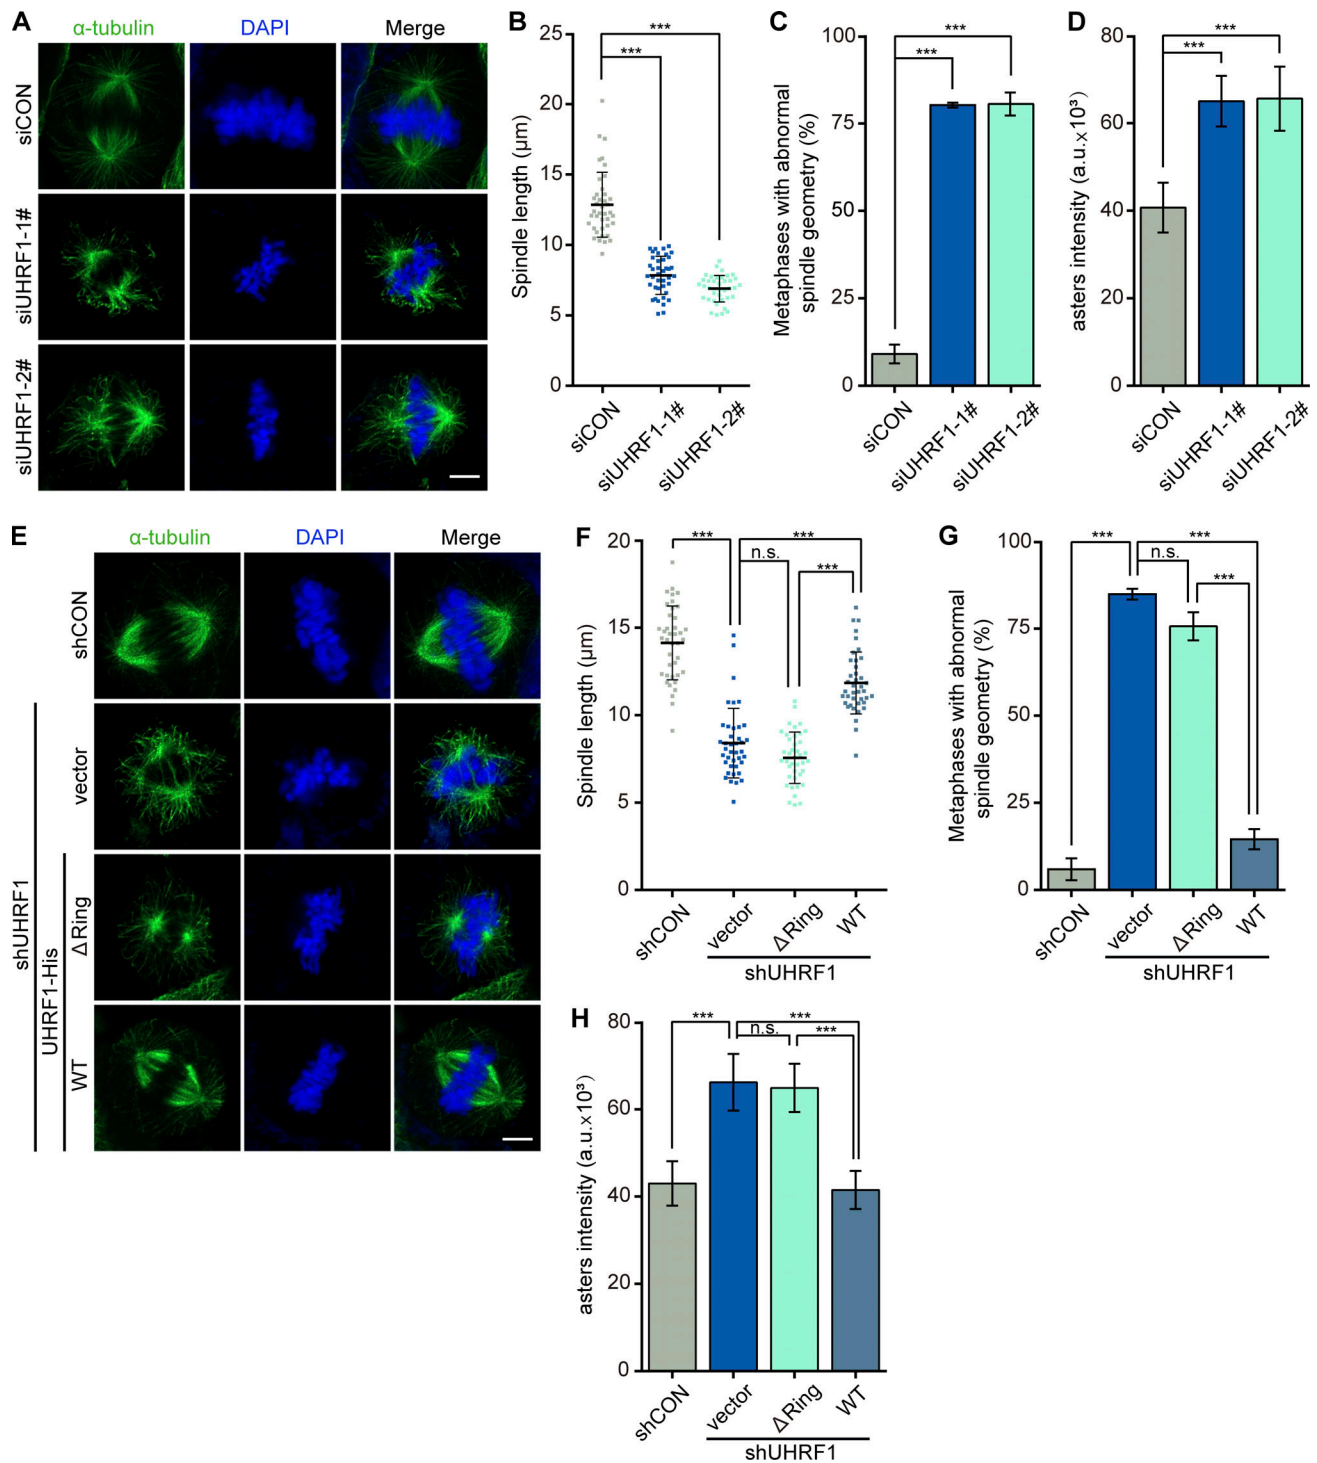 A
α-tubulin
DAPI
Merge
siCON
siUHRF1-1#
siUHRF1-2#
B
Spindle length (μm)
25
20
15
10
5
0
***
***
siCON
siUHRF1-1#
siUHRF1-2#
C
Metaphases with abnormal
spindle geometry (%)
100
75
50
25
0
***
***
siCON
siUHRF1-1#
siUHRF1-2#
D
asters intensity (a.u.x10³)
80
60
40
20
0
***
***
siCON
siUHRF1-1#
siUHRF1-2#
E
α-tubulin
DAPI
Merge
shCON
vector
ΔRing
WT
shUHRF1
UHRF1-His
F
Spindle length (μm)
20
15
10
5
0
***
***
n.s.
***
shCON
vector
ΔRing
WT
shUHRF1
G
Metaphases with abnormal
spindle geometry (%)
100
75
50
25
0
***
***
n.s.
***
shCON
vector
ΔRing
WT
shUHRF1
H
asters intensity (a.u.x10³)
80
60
40
20
0
***
***
n.s.
***
shCON
vector
ΔRing
WT
shUHRF1